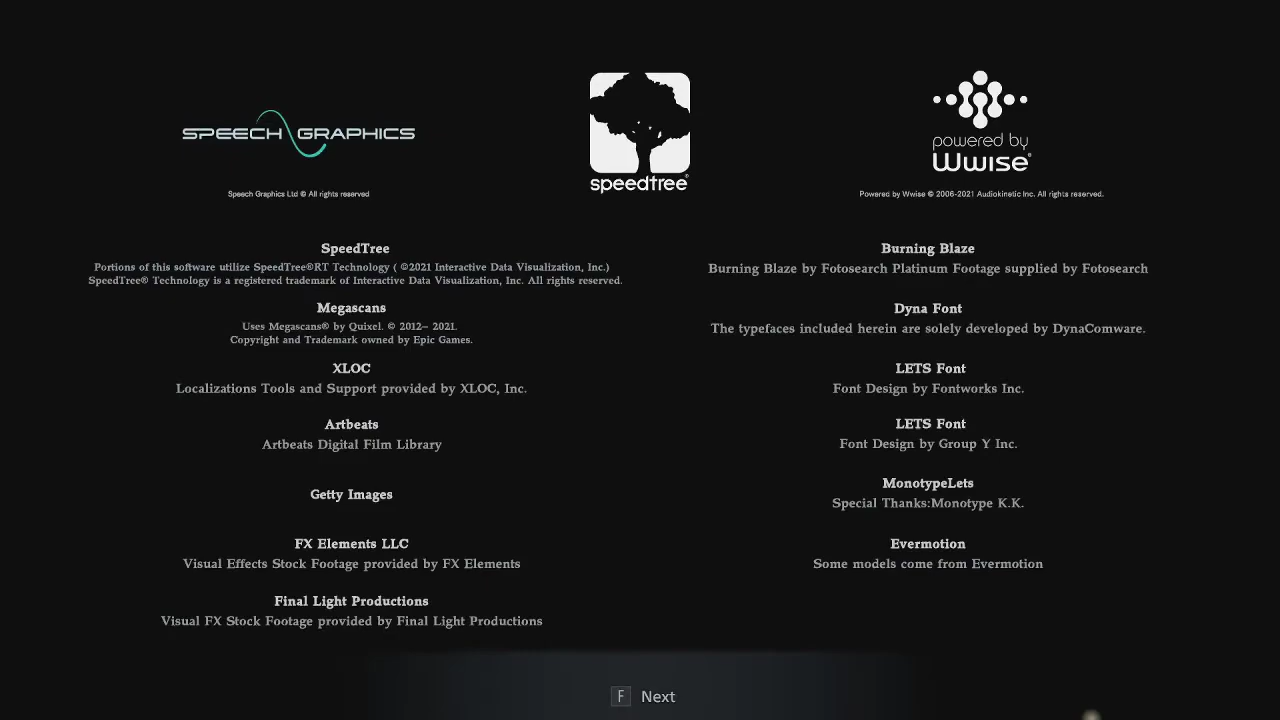 SPEECH GRAPHICS
Speech Graphics Ltd © All rights reserved
speedtree®
powered by
Wwise®
Powered by Wwise © 2006-2021 Audiokinetic Inc. All rights reserved.
SpeedTree
Portions of this software utilize SpeedTree®RT Technology ( ©2021 Interactive Data Visualization, Inc.)
SpeedTree® Technology is a registered trademark of Interactive Data Visualization, Inc. All rights reserved.
Megascans
Uses Megascans® by Quixel. © 2012– 2021.
Copyright and Trademark owned by Epic Games.
XLOC
Localizations Tools and Support provided by XLOC, Inc.
Artbeats
Artbeats Digital Film Library
Getty Images
FX Elements LLC
Visual Effects Stock Footage provided by FX Elements
Final Light Productions
Visual FX Stock Footage provided by Final Light Productions
Burning Blaze
Burning Blaze by Fotosearch Platinum Footage supplied by Fotosearch
Dyna Font
The typefaces included herein are solely developed by DynaComware.
LETS Font
Font Design by Fontworks Inc.
LETS Font
Font Design by Group Y Inc.
MonotypeLets
Special Thanks:Monotype K.K.
Evermotion
Some models come from Evermotion
F Next